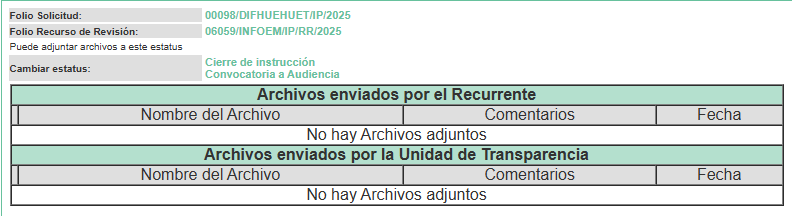 Folio Solicitud: 00098/DIFHUEHUET/IP/2025
Folio Recurso de Revisión: 06059/INFOEM/IP/RR/2025
Puede adjuntar archivos a este estatus
Cambiar estatus: Cierre de instrucción
Convocatoria a Audiencia
Archivos enviados por el Recurrente
Nombre del Archivo Comentarios Fecha
No hay Archivos adjuntos
Archivos enviados por la Unidad de Transparencia
Nombre del Archivo Comentarios Fecha
No hay Archivos adjuntos